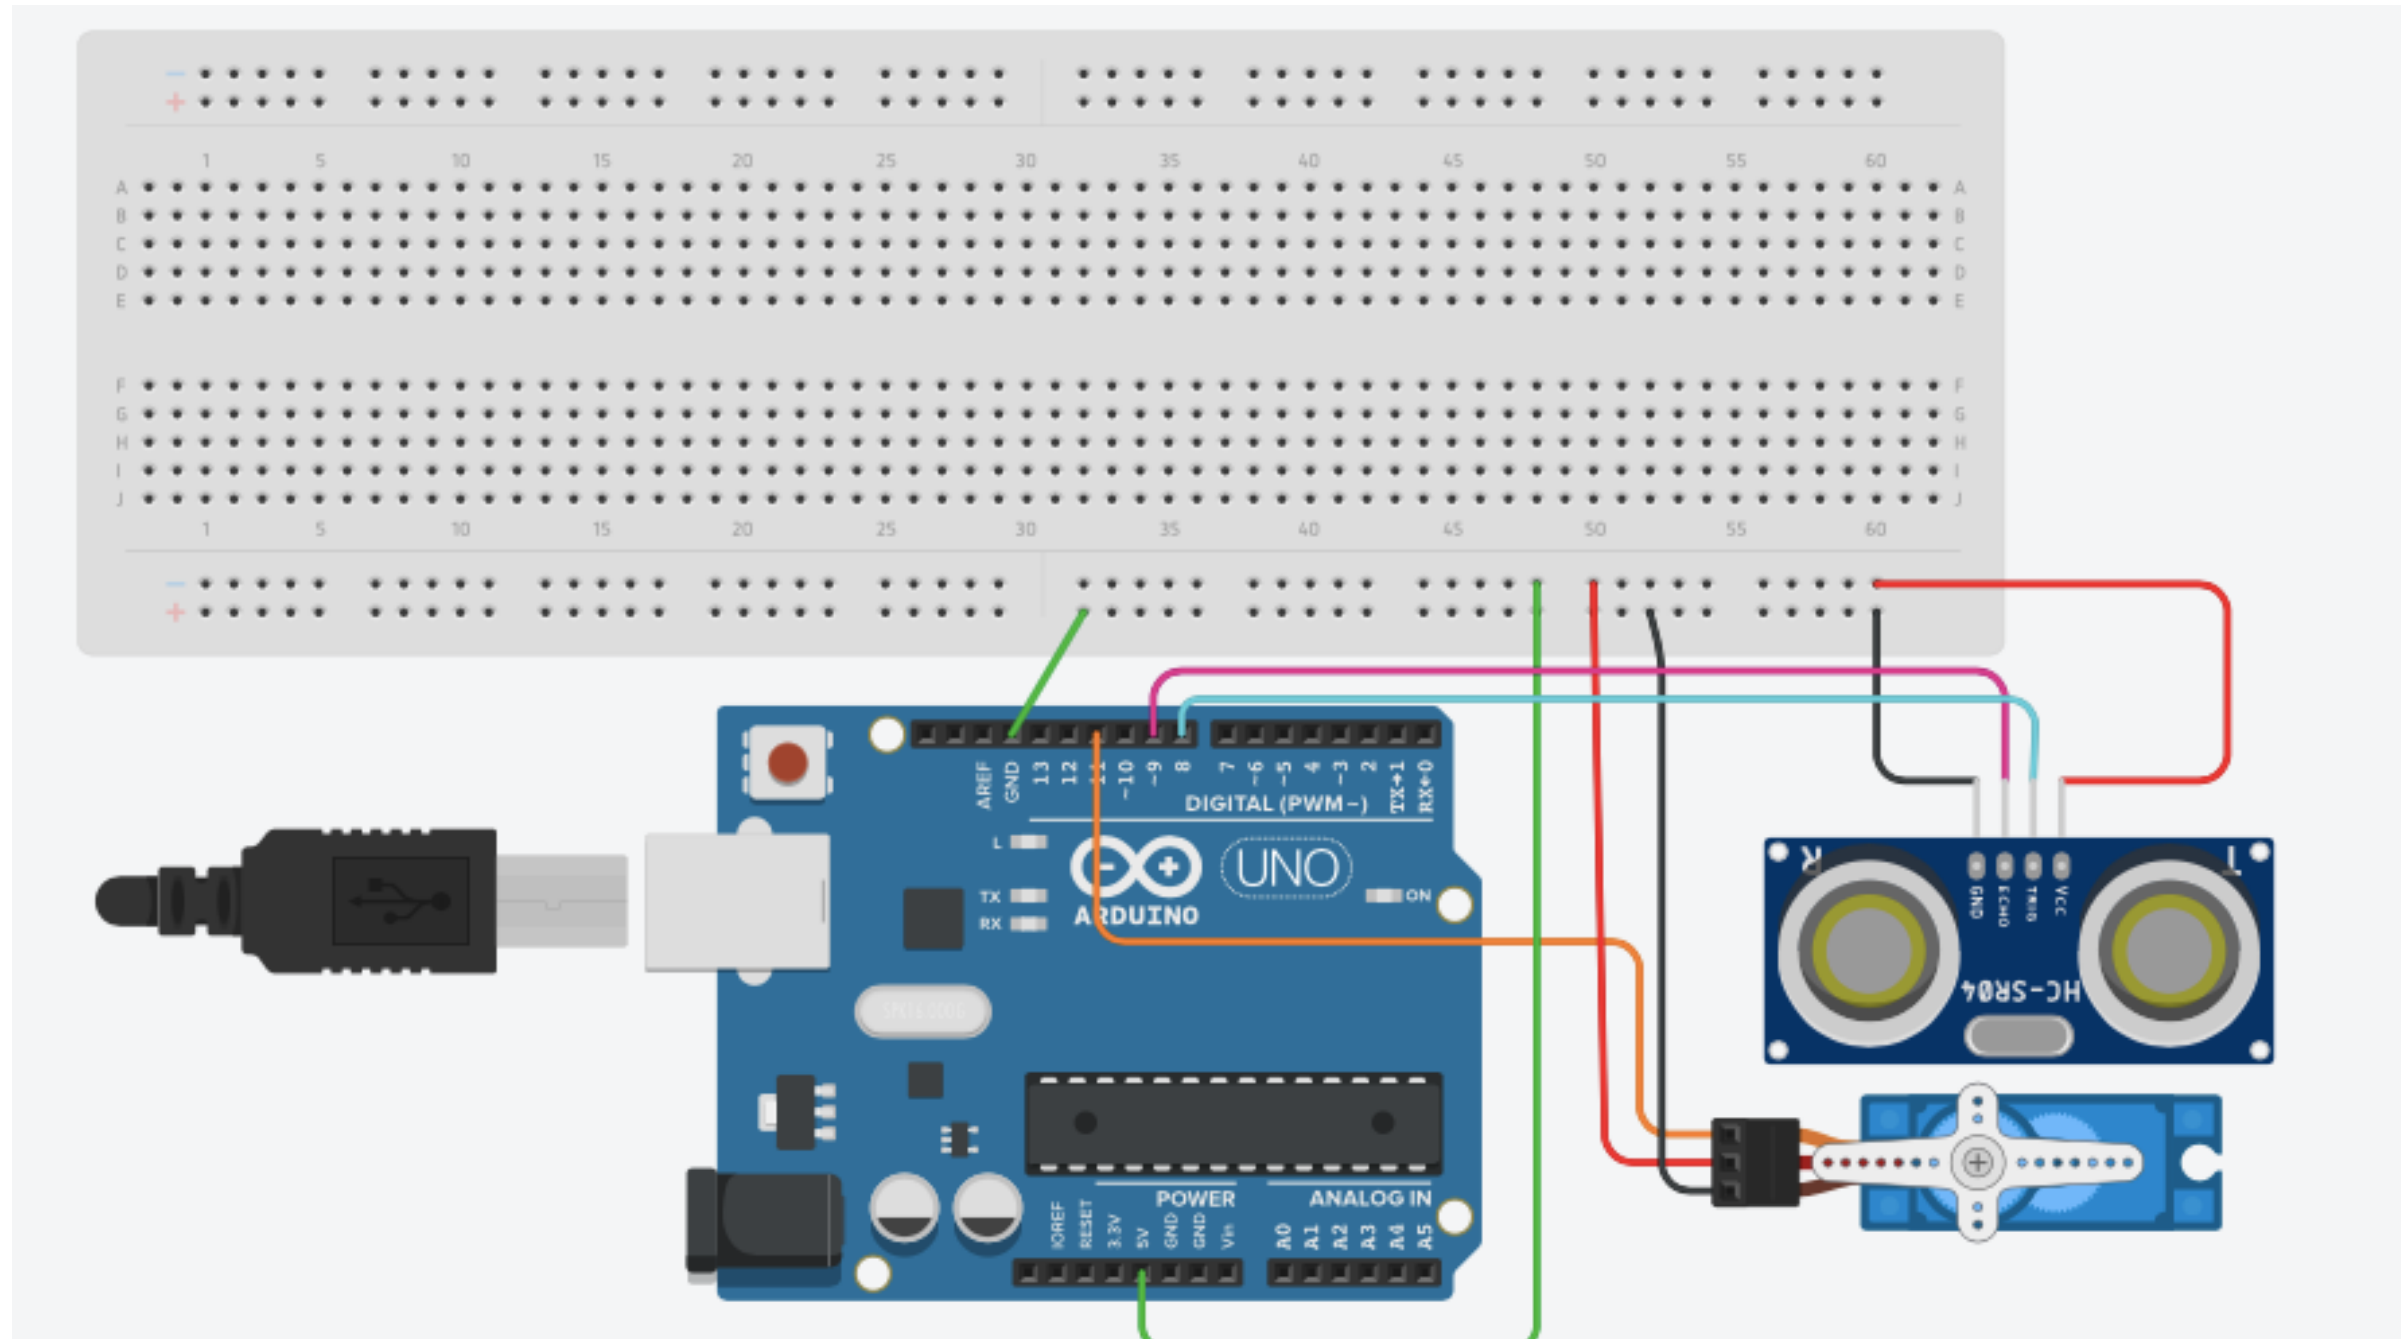 − −
+ +
1 5 10 15 20 25 30 35 40 45 50 55 60
A A
B B
C C
D D
E E
F F
G G
H H
I I
J J
1 5 10 15 20 25 30 35 40 45 50 55 60
−
+
AREF GND 13 12 11 ~10 ~9 8 7 ~6 ~5 4 ~3 2 TX→1 RX←0
DIGITAL (PWM~)
L
TX
RX
UNO
ON
ARDUINO
R T
GND ECHO TRIG VCC
HC-SR04
POWER ANALOG IN
IOREF RESET 3.3V 5V GND GND Vin A0 A1 A2 A3 A4 A5